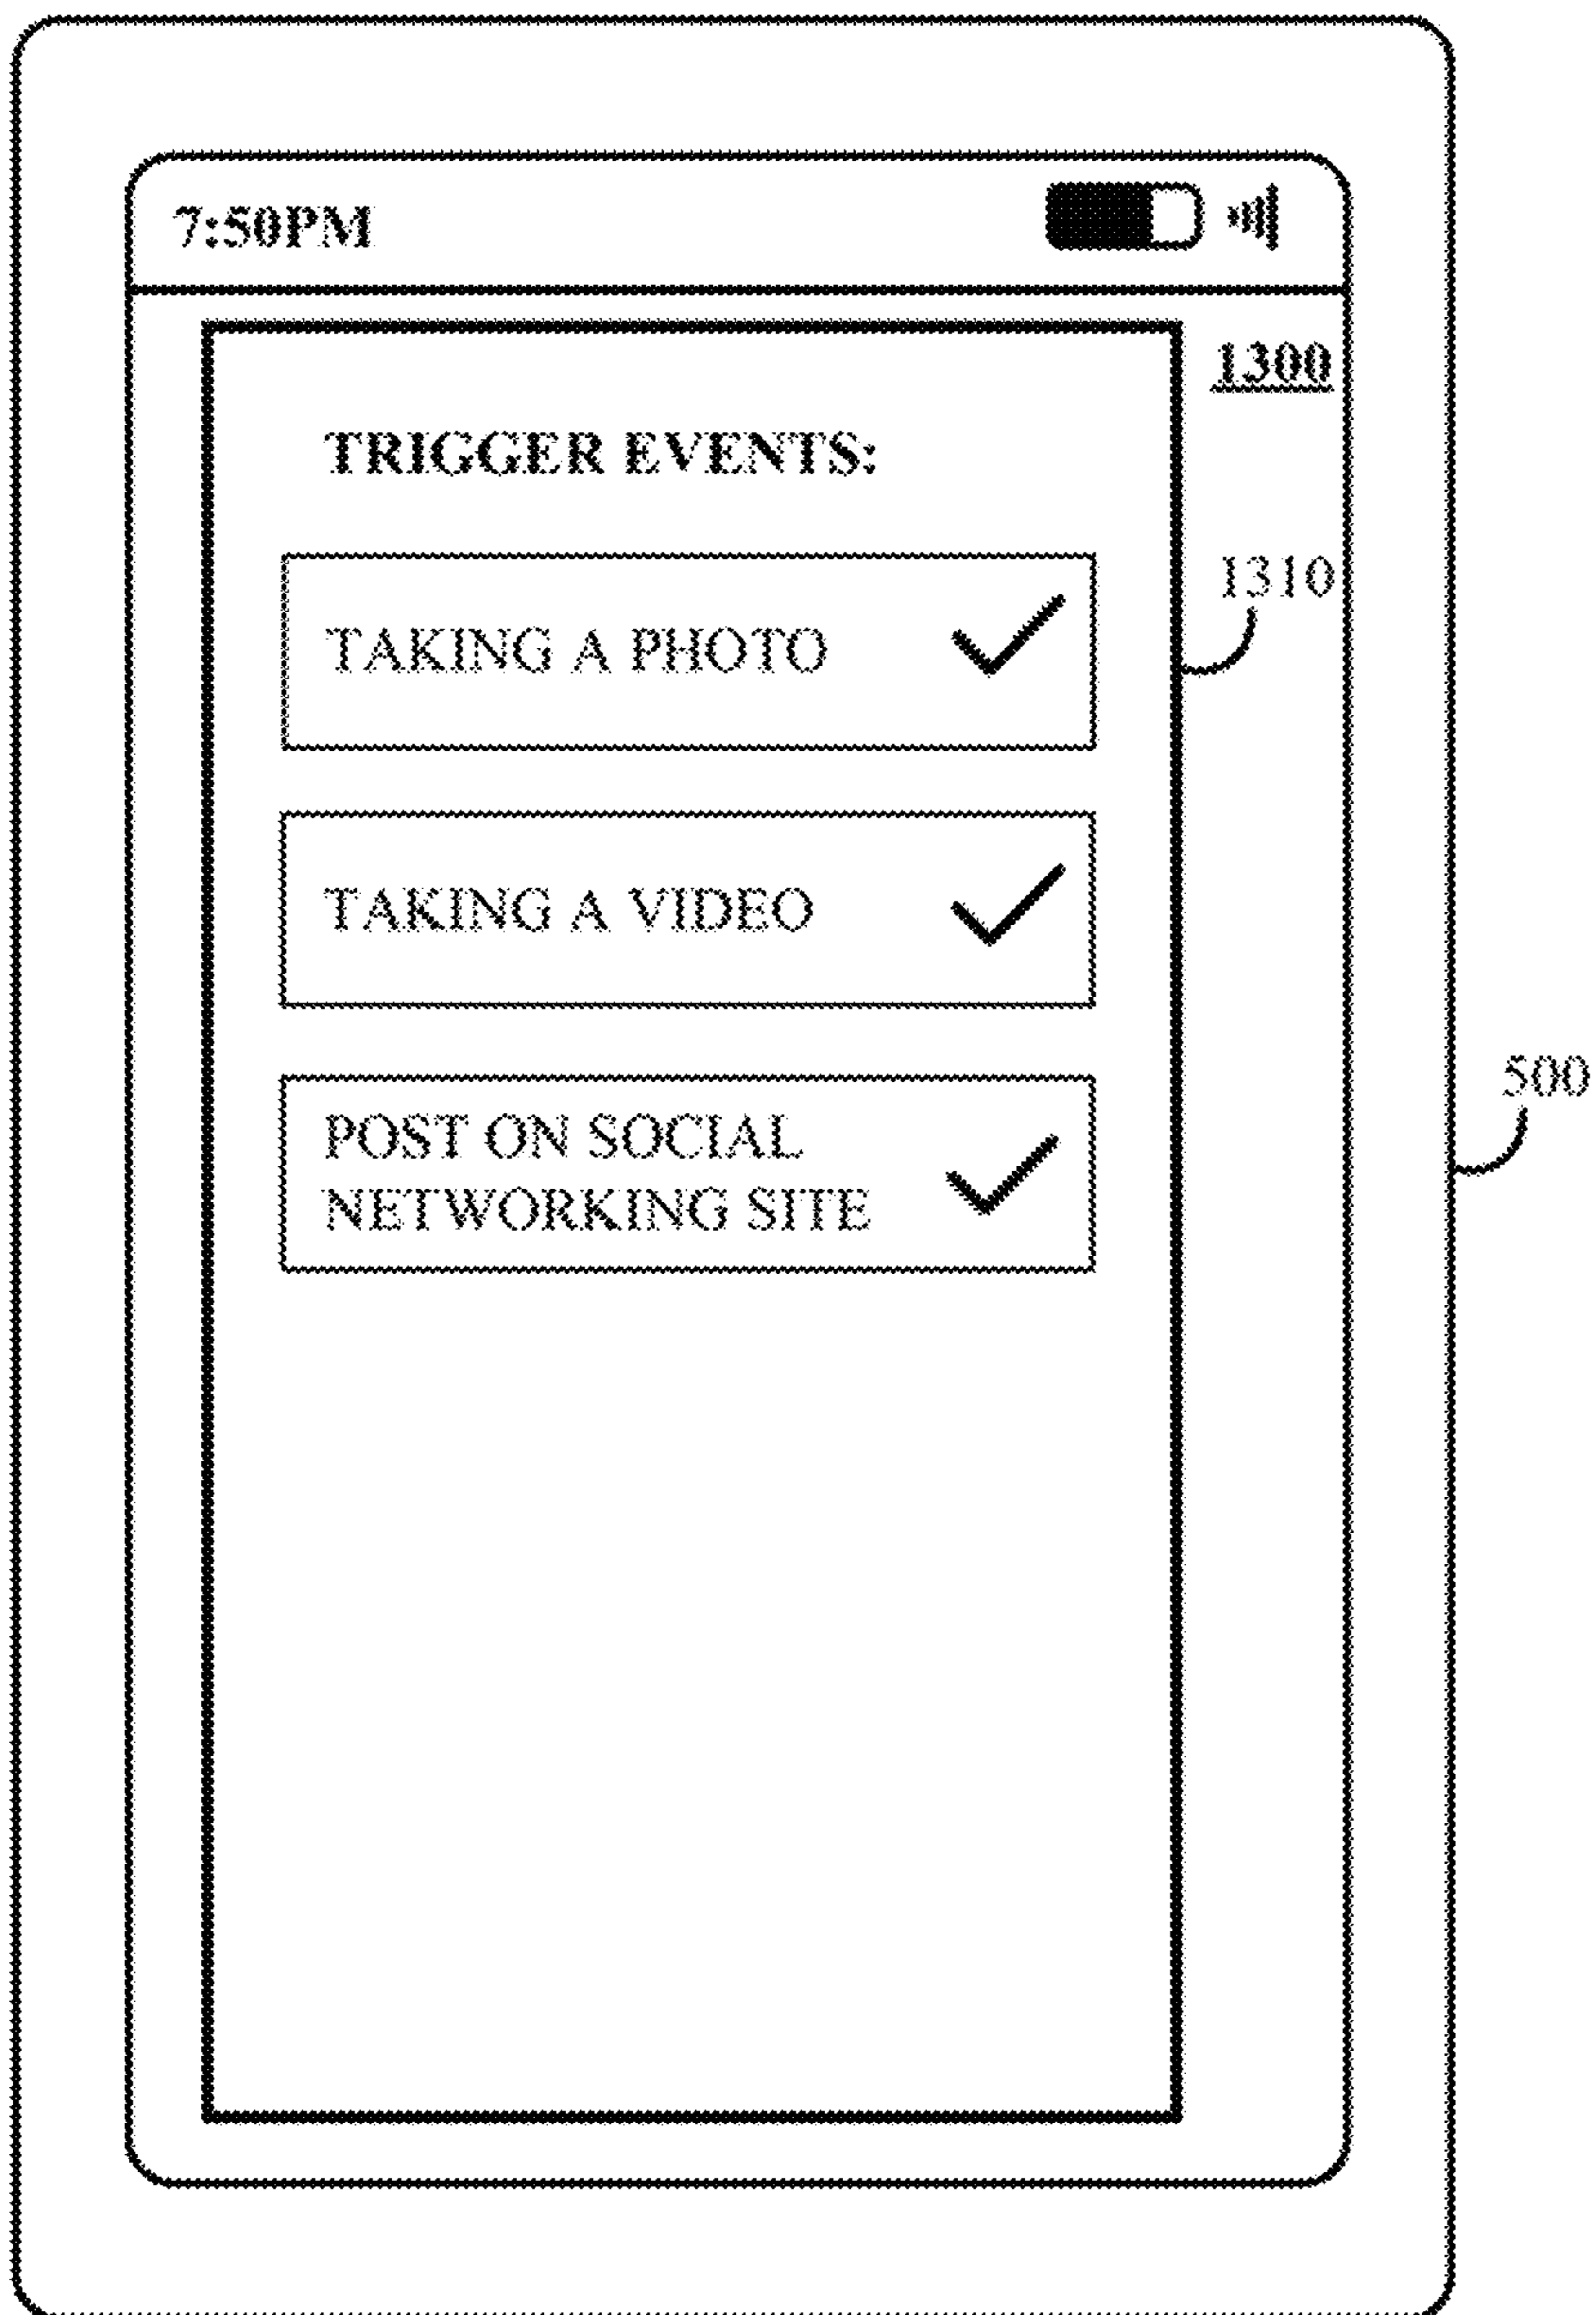 7:50PM
1300
TRIGGER EVENTS:
1310
TAKING A PHOTO
TAKING A VIDEO
500
POST ON SOCIAL
NETWORKING SITE